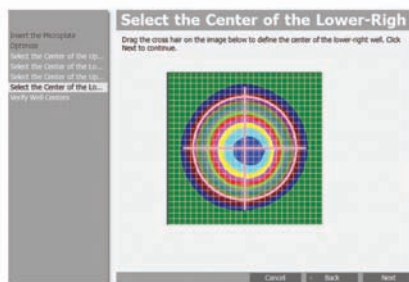 Select the Center of the Lower-Righ
Insert the Microplate
Optimize
Select the Center of the Up...
Select the Center of the Lo...
Select the Center of the Up...
Select the Center of the Lo...
Verify Well Centers
Drag the cross hair on the image below to define the center of the lower-right well. Click
Next to continue.
Cancel
Back
Next